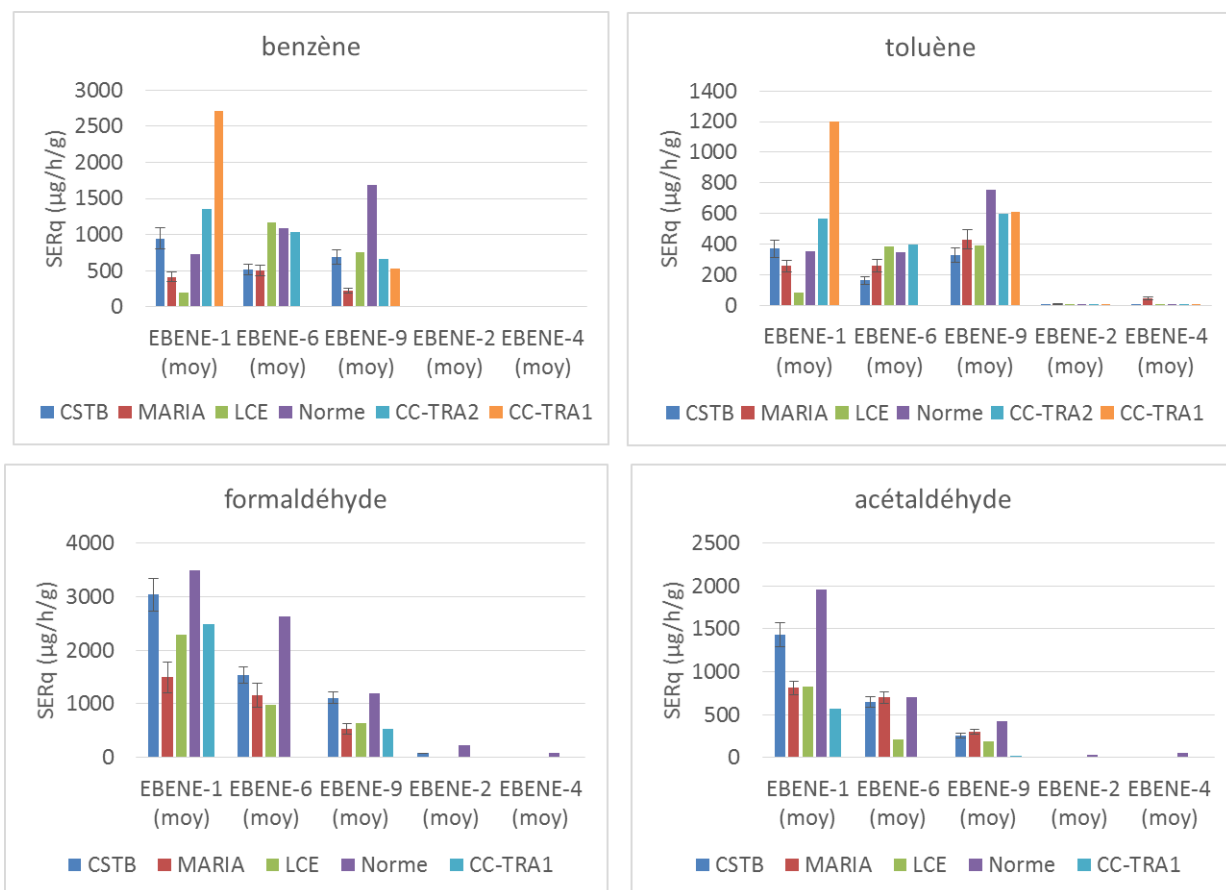 benzène
SERq (µg/h/g)
3000
2500
2000
1500
1000
500
0
EBENE-1 EBENE-6 EBENE-9 EBENE-2 EBENE-4
(moy) (moy) (moy) (moy) (moy)
CSTB MARIA LCE Norme CC-TRA2 CC-TRA1
toluène
SERq (µg/h/g)
1400
1200
1000
800
600
400
200
0
EBENE-1 EBENE-6 EBENE-9 EBENE-2 EBENE-4
(moy) (moy) (moy) (moy) (moy)
CSTB MARIA LCE Norme CC-TRA2 CC-TRA1
formaldéhyde
SERq (µg/h/g)
4000
3000
2000
1000
0
EBENE-1 EBENE-6 EBENE-9 EBENE-2 EBENE-4
(moy) (moy) (moy) (moy) (moy)
CSTB MARIA LCE Norme CC-TRA1
acétaldéhyde
SERq (µg/h/g)
2500
2000
1500
1000
500
0
EBENE-1 EBENE-6 EBENE-9 EBENE-2 EBENE-4
(moy) (moy) (moy) (moy) (moy)
CSTB MARIA LCE Norme CC-TRA1